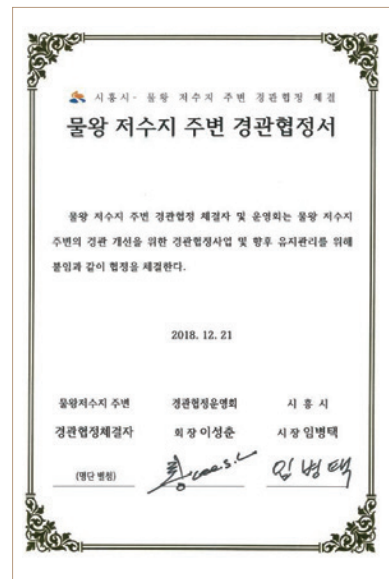 시흥시- 물왕 저수지 주변 경관협정 체결
물왕 저수지 주변 경관협정서
물왕 저수지 주변 경관협정 체결자 및 운영회는 물왕 저수지
주변의 경관 개선을 위한 경관협정사업 및 향후 유지관리를 위해
붙임과 같이 협정을 체결한다.
2018. 12. 21
물왕저수지 주변 경관협정운영회 시 흥 시
경관협정체결자 회 장 이성춘 시 장 임병택
(명단 별첨) 임병택